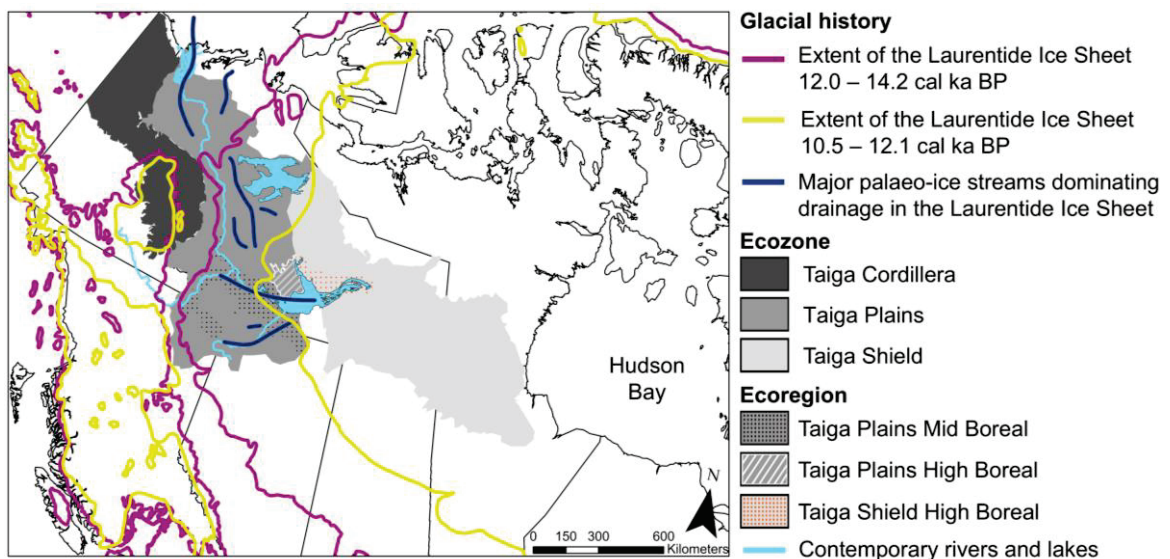 Glacial history
Extent of the Laurentide Ice Sheet
12.0 – 14.2 cal ka BP
Extent of the Laurentide Ice Sheet
10.5 – 12.1 cal ka BP
Major palaeo-ice streams dominating
drainage in the Laurentide Ice Sheet
Ecozone
Taiga Cordillera
Taiga Plains
Taiga Shield
Ecoregion
Taiga Plains Mid Boreal
Taiga Plains High Boreal
Taiga Shield High Boreal
Contemporary rivers and lakes
Hudson
Bay
N
0 150 300 600
Kilometers